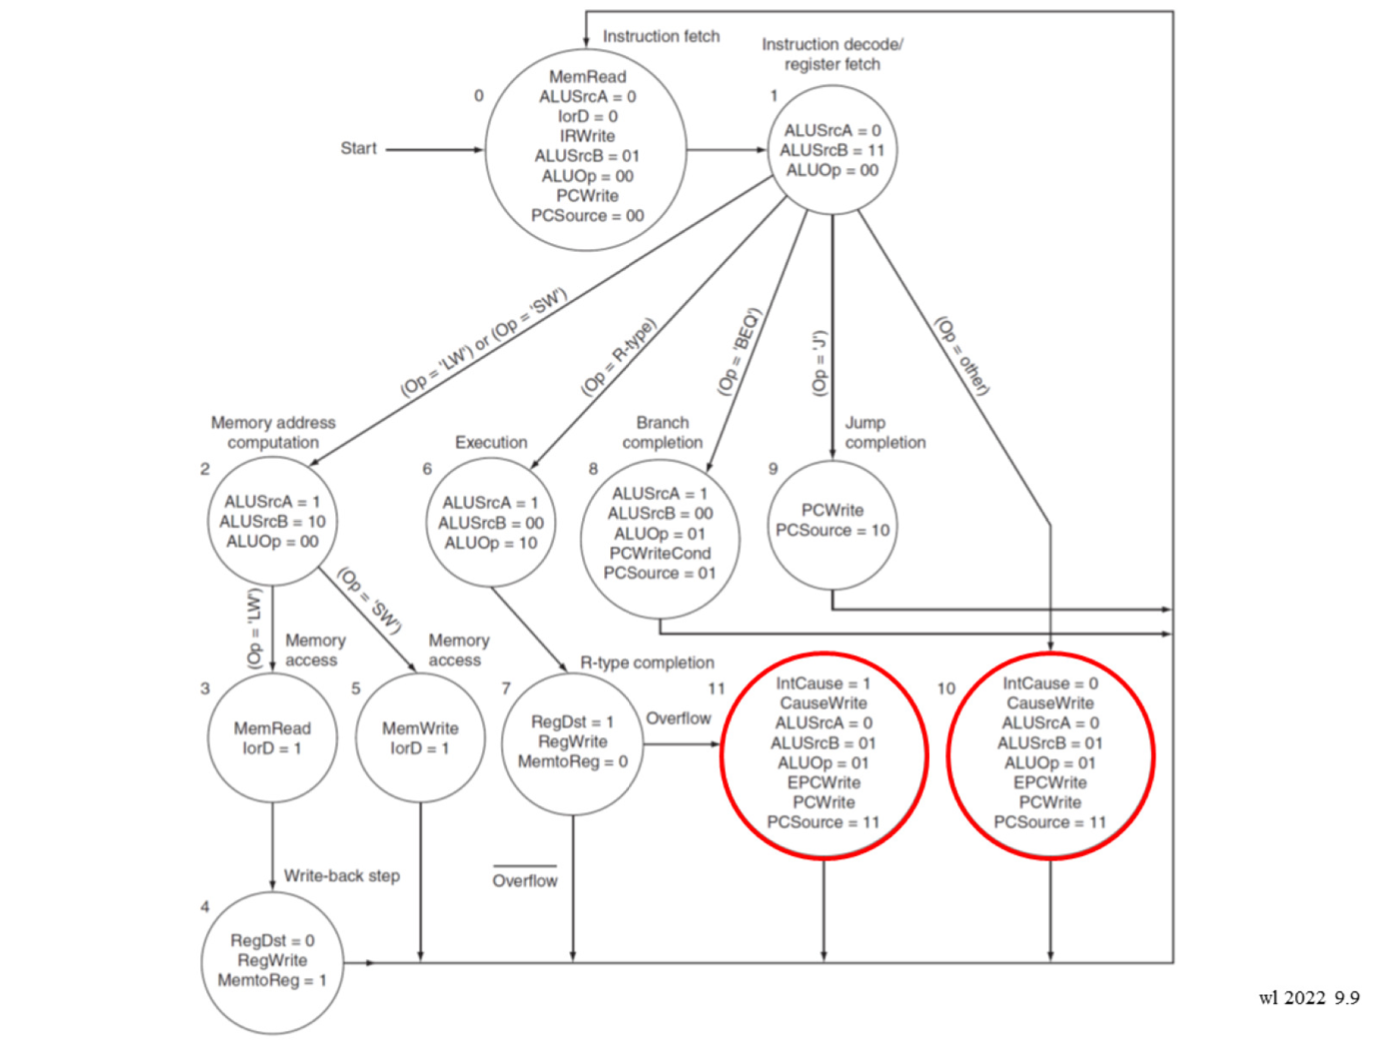 Instruction fetch
0
MemRead
ALUSrcA = 0
IorD = 0
IRWrite
ALUSrcB = 01
ALUOp = 00
PCWrite
PCSource = 00
Start
Instruction decode/
register fetch
1
ALUSrcA = 0
ALUSrcB = 11
ALUOp = 00
(Op = 'LW') or (Op = 'SW')
(Op = R-type)
(Op = 'BEQ')
(Op = 'J')
(Op = other)
Memory address
computation
2
ALUSrcA = 1
ALUSrcB = 10
ALUOp = 00
Execution
6
ALUSrcA = 1
ALUSrcB = 00
ALUOp = 10
Branch
completion
8
ALUSrcA = 1
ALUSrcB = 00
ALUOp = 01
PCWriteCond
PCSource = 01
Jump
completion
9
PCWrite
PCSource = 10
(Op = 'LW')
(Op = 'SW')
Memory
access
3
MemRead
IorD = 1
Memory
access
5
MemWrite
IorD = 1
R-type completion
7
RegDst = 1
RegWrite
MemtoReg = 0
Overflow
11
IntCause = 1
CauseWrite
ALUSrcA = 0
ALUSrcB = 01
ALUOp = 01
EPCWrite
PCWrite
PCSource = 11
10
IntCause = 0
CauseWrite
ALUSrcA = 0
ALUSrcB = 01
ALUOp = 01
EPCWrite
PCWrite
PCSource = 11
Overflow
Write-back step
4
RegDst = 0
RegWrite
MemtoReg = 1
wl 2022 9.9